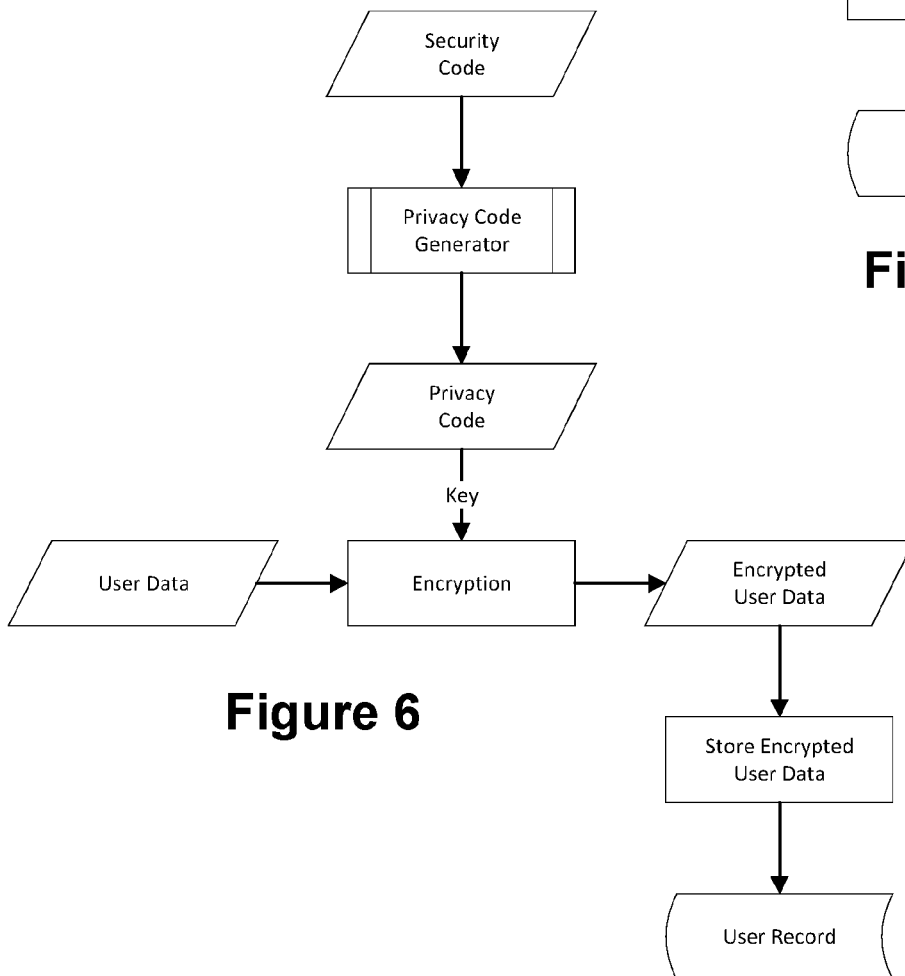 Security
Code
Privacy Code
Generator
Fi
Privacy
Code
Key
User Data
Encryption
Encrypted
User Data
Figure 6
Store Encrypted
User Data
User Record